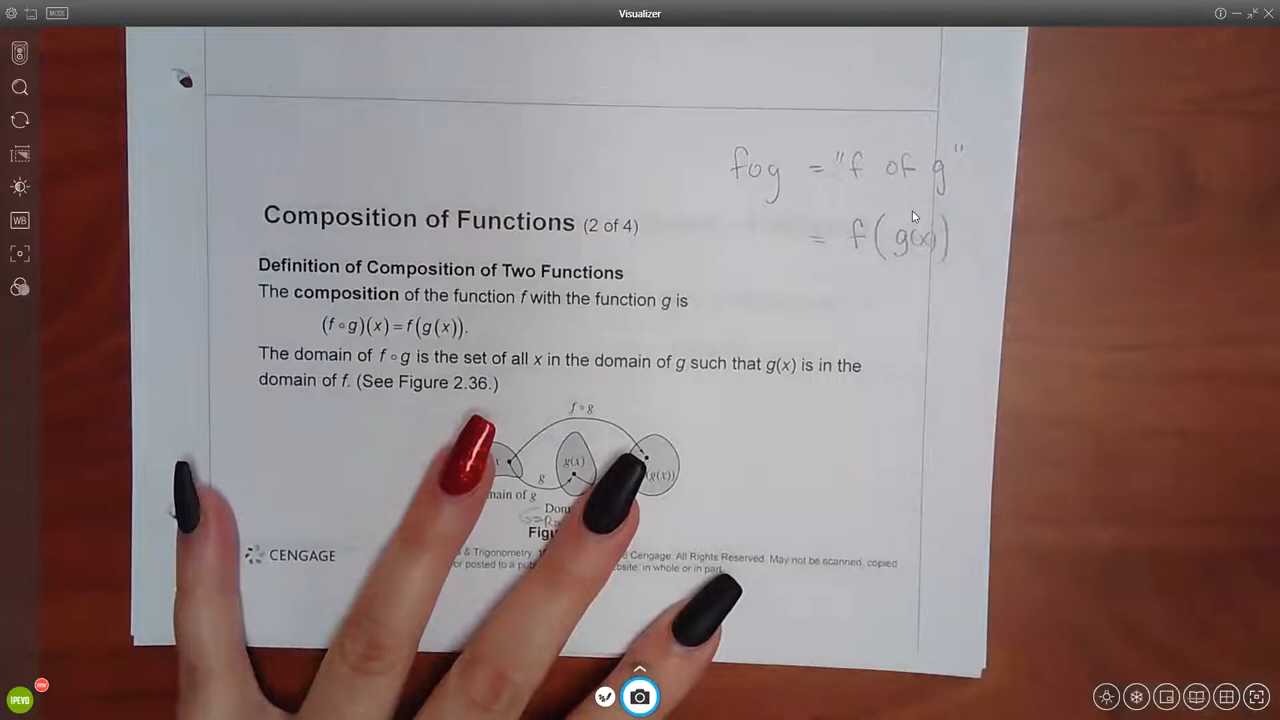 MODE
Visualizer
WB
fog = "f of g"
= f(g(x))
Composition of Functions (2 of 4)
Definition of Composition of Two Functions
The composition of the function f with the function g is
(f∘g)(x)=f(g(x)).
The domain of f∘g is the set of all x in the domain of g such that g(x) is in the
domain of f. (See Figure 2.36.)
f∘g
x g(x) (g(x))
g
main of g
CENGAGE
& Trigonometry, Cengage. All Rights Reserved. May not be scanned, copied
or posted to a website, in whole or in part.
IPEVO
new